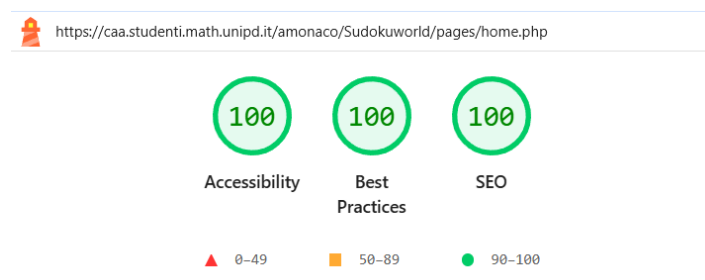 https://caa.studenti.math.unipd.it/amonaco/Sudokuworld/pages/home.php
100 100 100
Accessibility Best Practices SEO
0–49 50–89 90–100